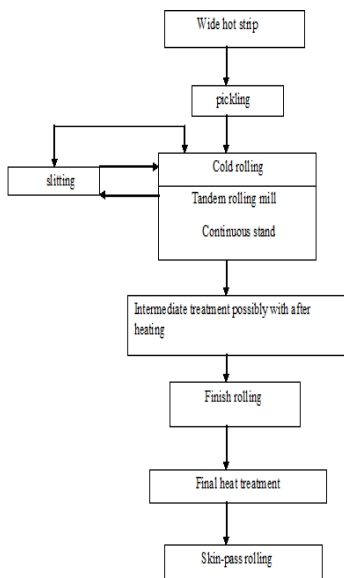 Wide hot strip
pickling
Cold rolling
slitting
Tandem rolling mill
Continuous stand
Intermediate treatment possibly with after
heating
Finish rolling
Final heat treatment
Skin-pass rolling